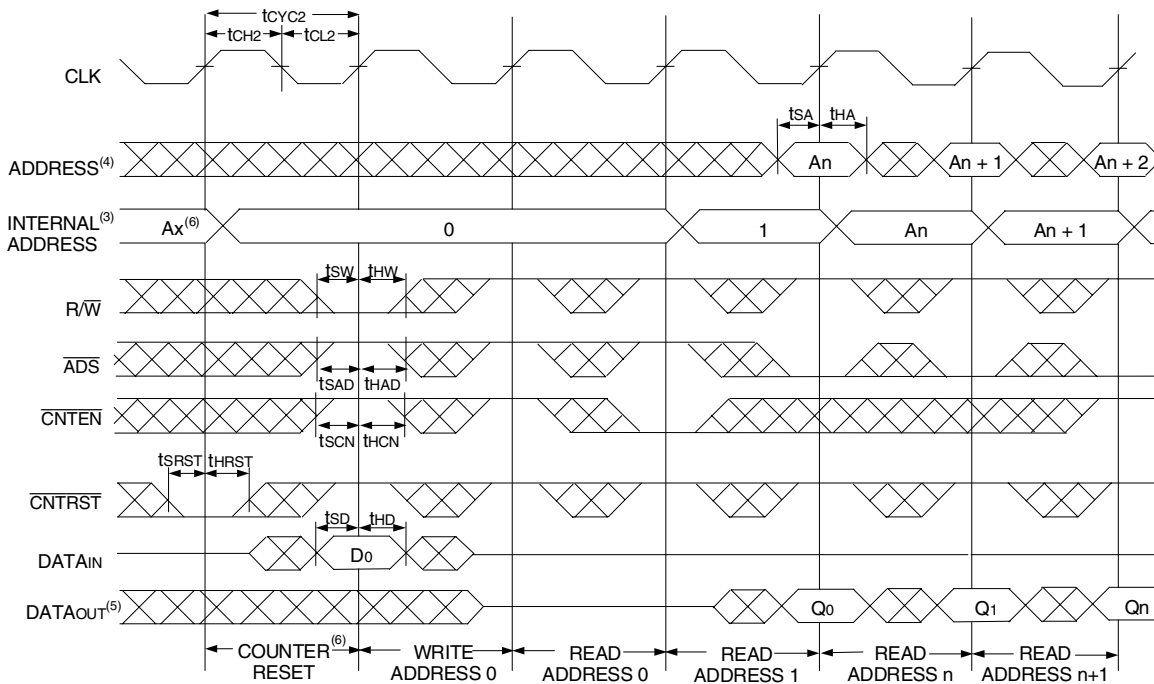 tCYC2
tCH2 tCL2
CLK
tSA tHA
ADDRESS(4) An An + 1 An + 2
INTERNAL(3) ADDRESS Ax(6) 0 1 An An + 1
tSW tHW
R/W̅
A̅D̅S̅
tSAD tHAD
C̅N̅T̅E̅N̅
tSCN tHCN
tSRST tHRST
C̅N̅T̅R̅S̅T̅
tSD tHD
DATAIN D0
DATAOUT(5) Q0 Q1 Qn
COUNTER(6) RESET
WRITE ADDRESS 0
READ ADDRESS 0
READ ADDRESS 1
READ ADDRESS n
READ ADDRESS n+1